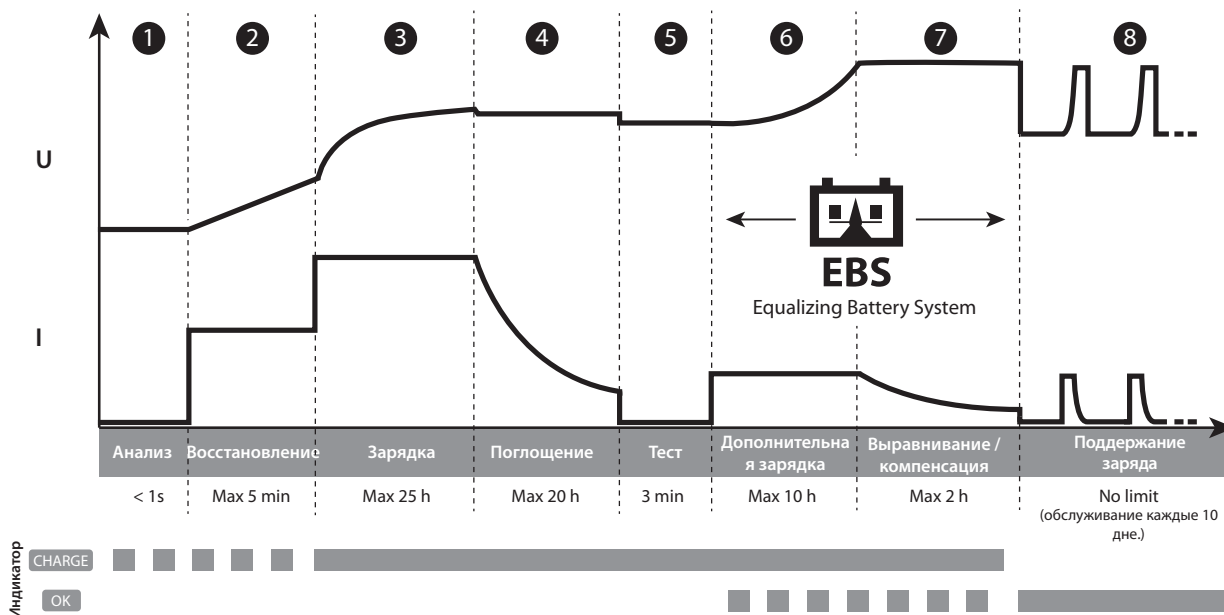 1 2 3 4 5 6 7 8
U
EBS
Equalizing Battery System
I
Анализ
Восстановление
Зарядка
Поглощение
Тест
Дополнительна
я зарядка
Выравнивание /
компенсация
Поддержание
заряда
< 1s
Max 5 min
Max 25 h
Max 20 h
3 min
Max 10 h
Max 2 h
No limit
(обслуживание каждые 10
дне.)
Индикатор
CHARGE
OK